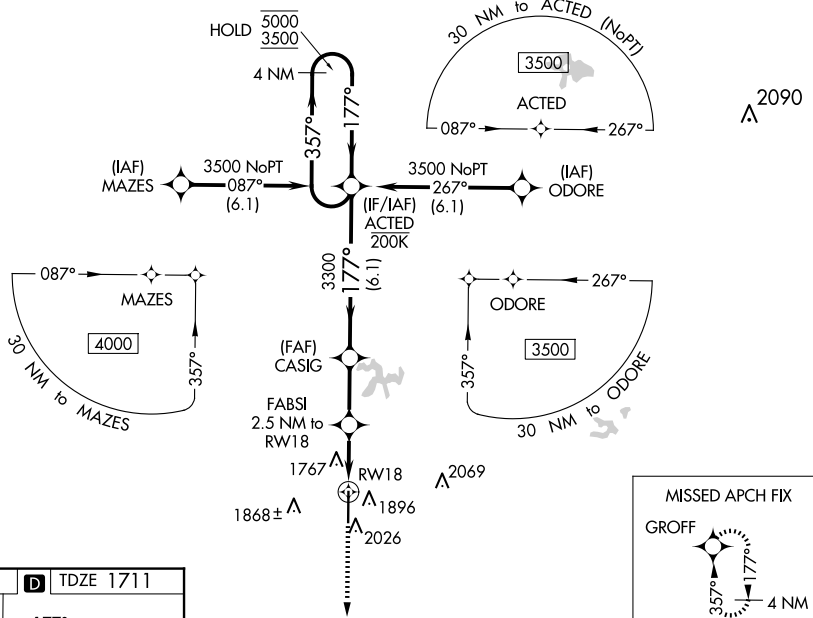 HOLD 5000
3500
4 NM
357°
177°
30 NM to ACTED (NoPT)
3500
ACTED
087°
267°
2090
(IAF)
MAZES
3500 NoPT
087°
(6.1)
3500 NoPT
267°
(6.1)
(IAF)
ODORE
(IF/IAF)
ACTED
200K
3300
177°
(6.1)
087°
MAZES
4000
357°
30 NM to MAZES
267°
ODORE
3500
357°
30 NM to ODORE
(FAF)
CASIG
FABSI
2.5 NM to
RW18
1767
RW18
2069
1868±
1896
2026
MISSED APCH FIX
GROFF
357°
177°
4 NM
D TDZE 1711